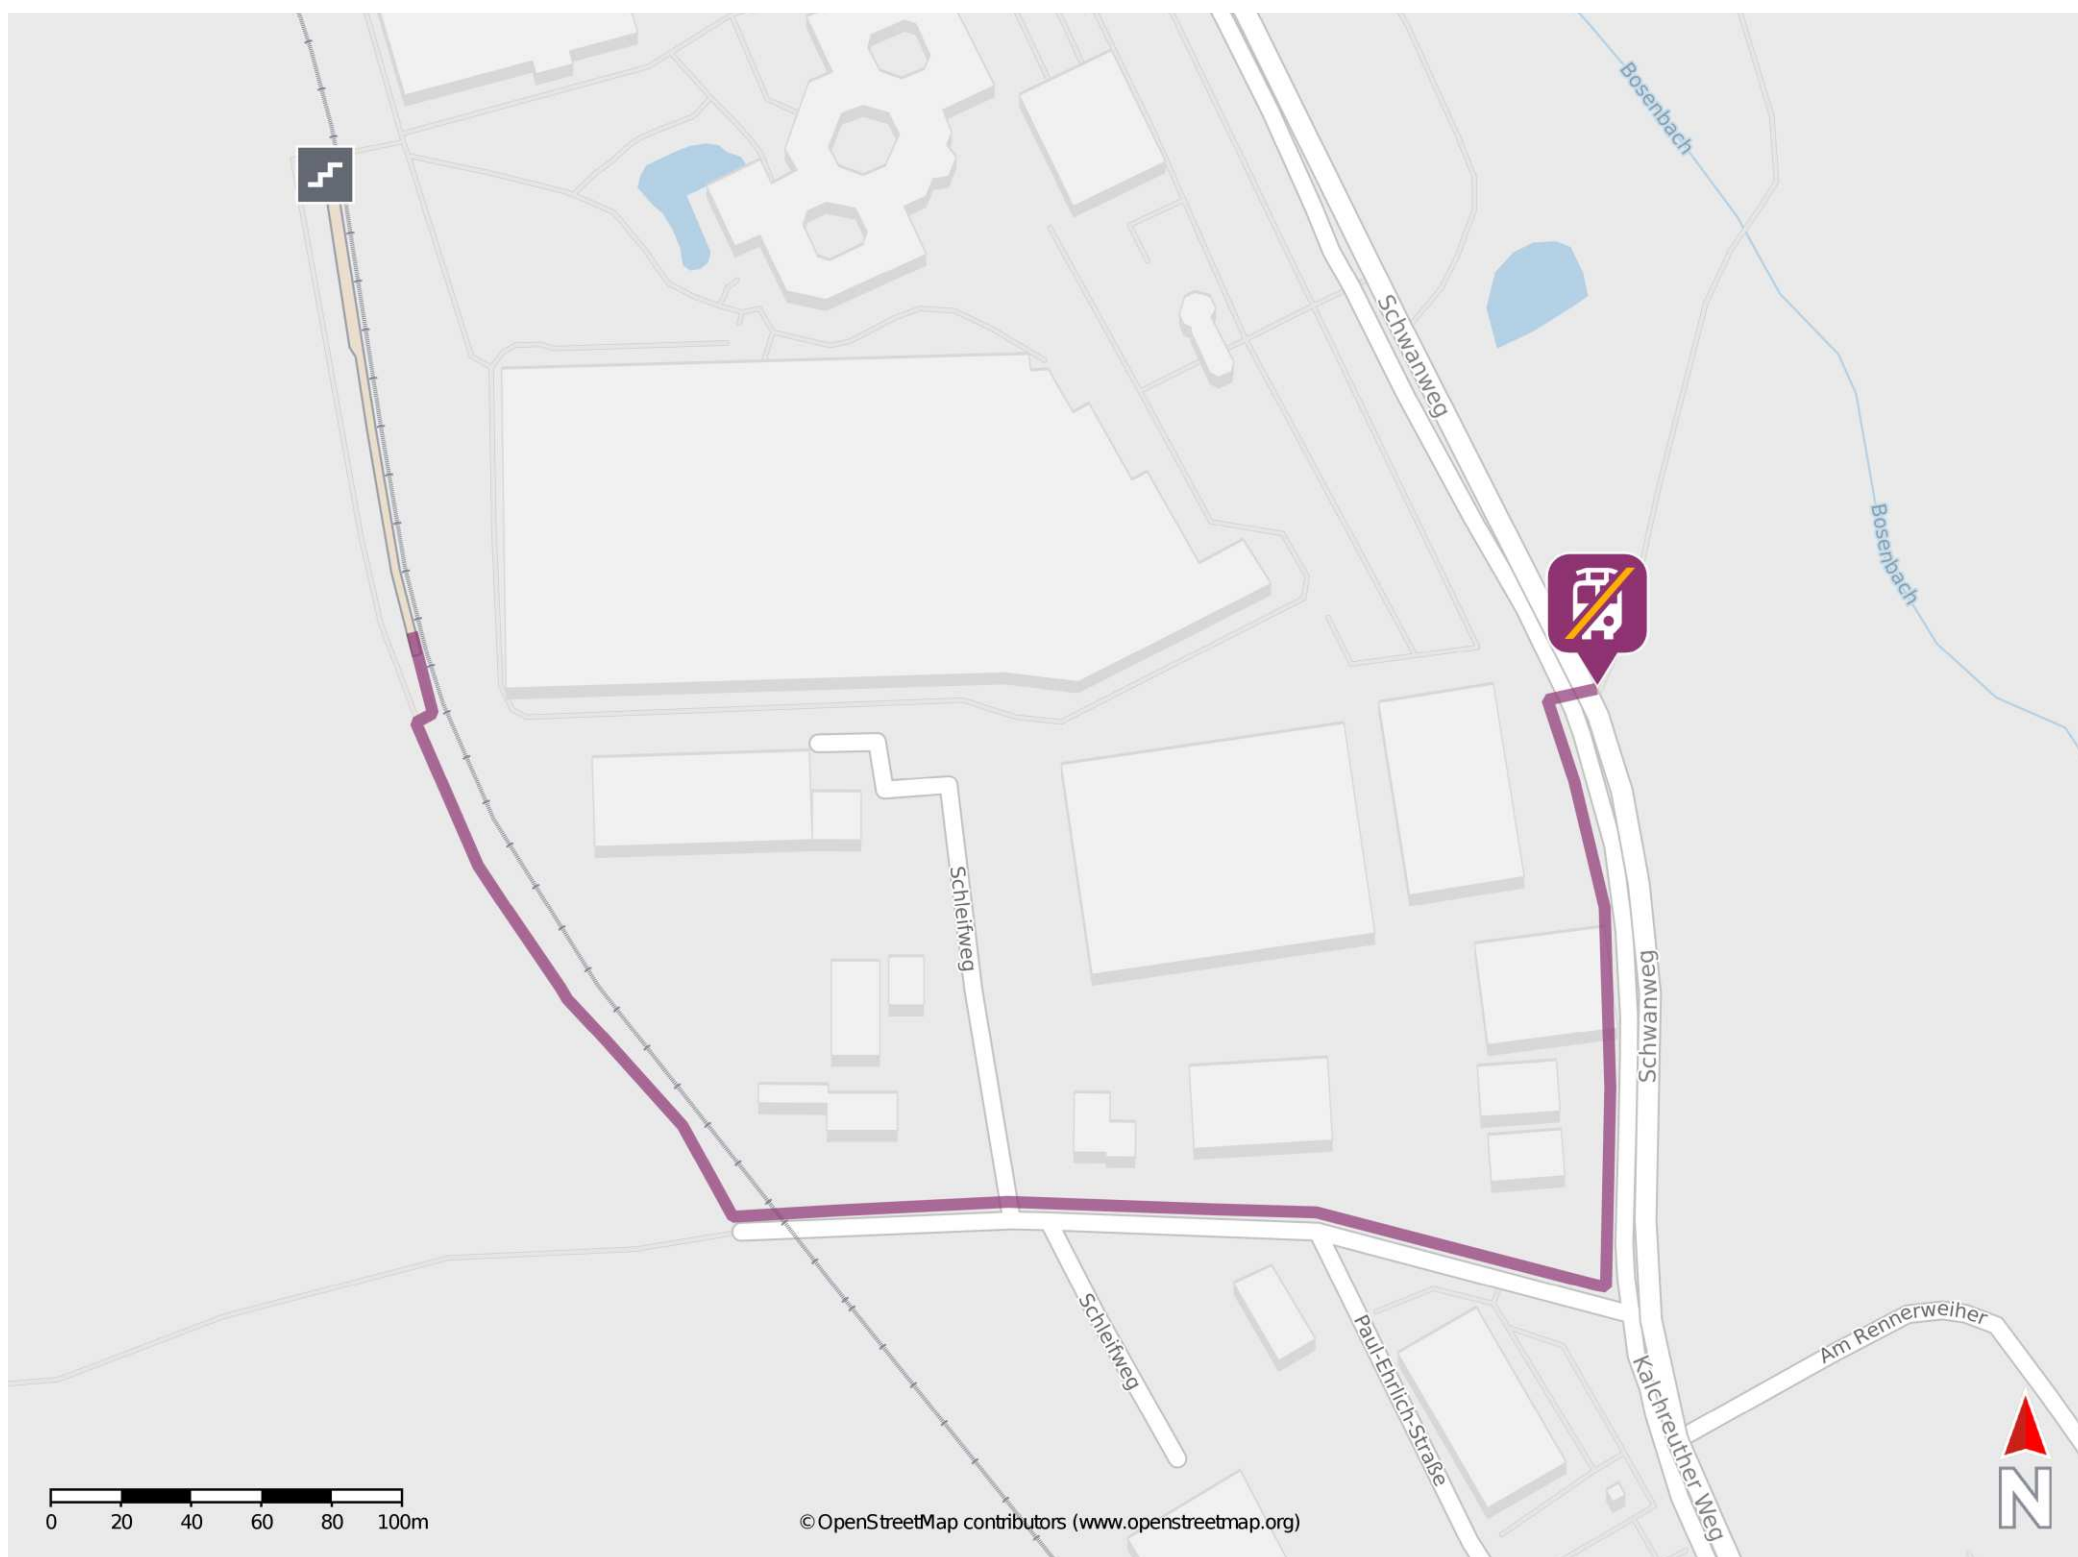 Bosenbach
Schwanweg
Bosenbach
Schleifweg
Schwanweg
Schleifweg
Paul-Ehrlich-Straße
Am Rennerweiher
Kalchreuther Weg
N
0 20 40 60 80 100m
© OpenStreetMap contributors (www.openstreetmap.org)